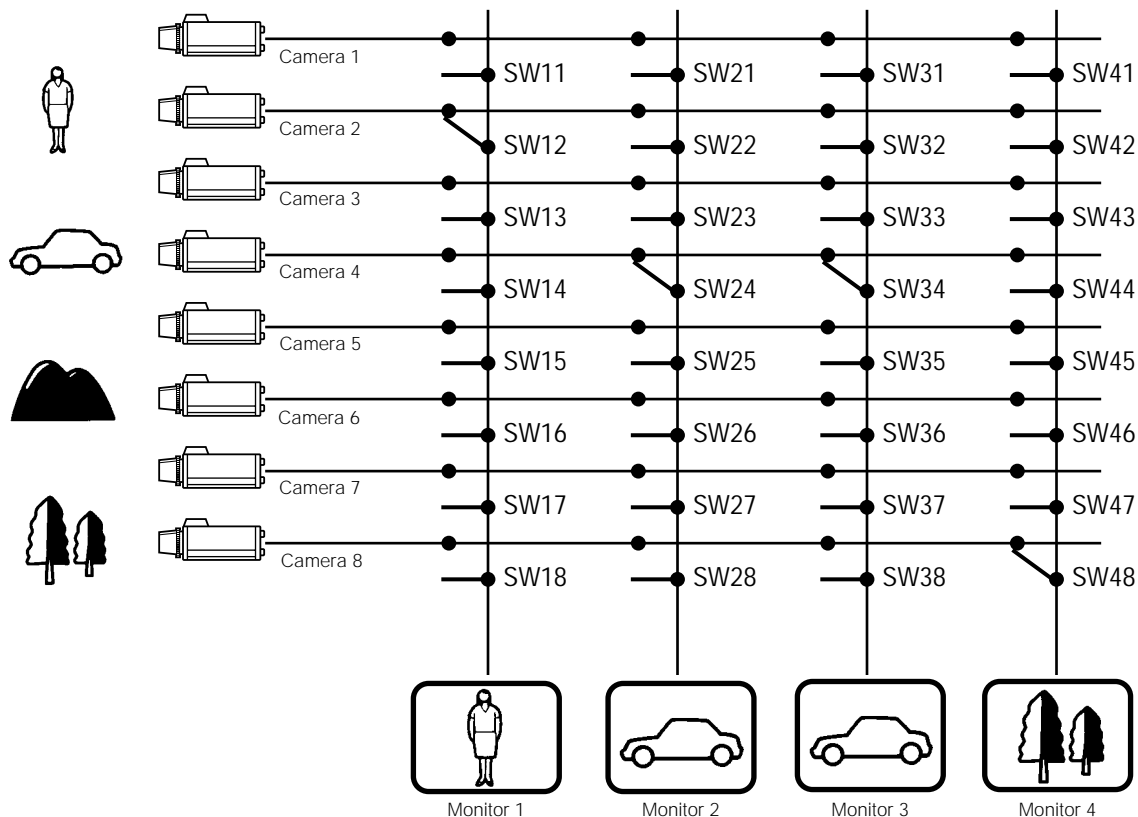 Camera 1
SW11 SW21 SW31 SW41
Camera 2
SW12 SW22 SW32 SW42
Camera 3
SW13 SW23 SW33 SW43
Camera 4
SW14 SW24 SW34 SW44
Camera 5
SW15 SW25 SW35 SW45
Camera 6
SW16 SW26 SW36 SW46
Camera 7
SW17 SW27 SW37 SW47
Camera 8
SW18 SW28 SW38 SW48
Monitor 1 Monitor 2 Monitor 3 Monitor 4